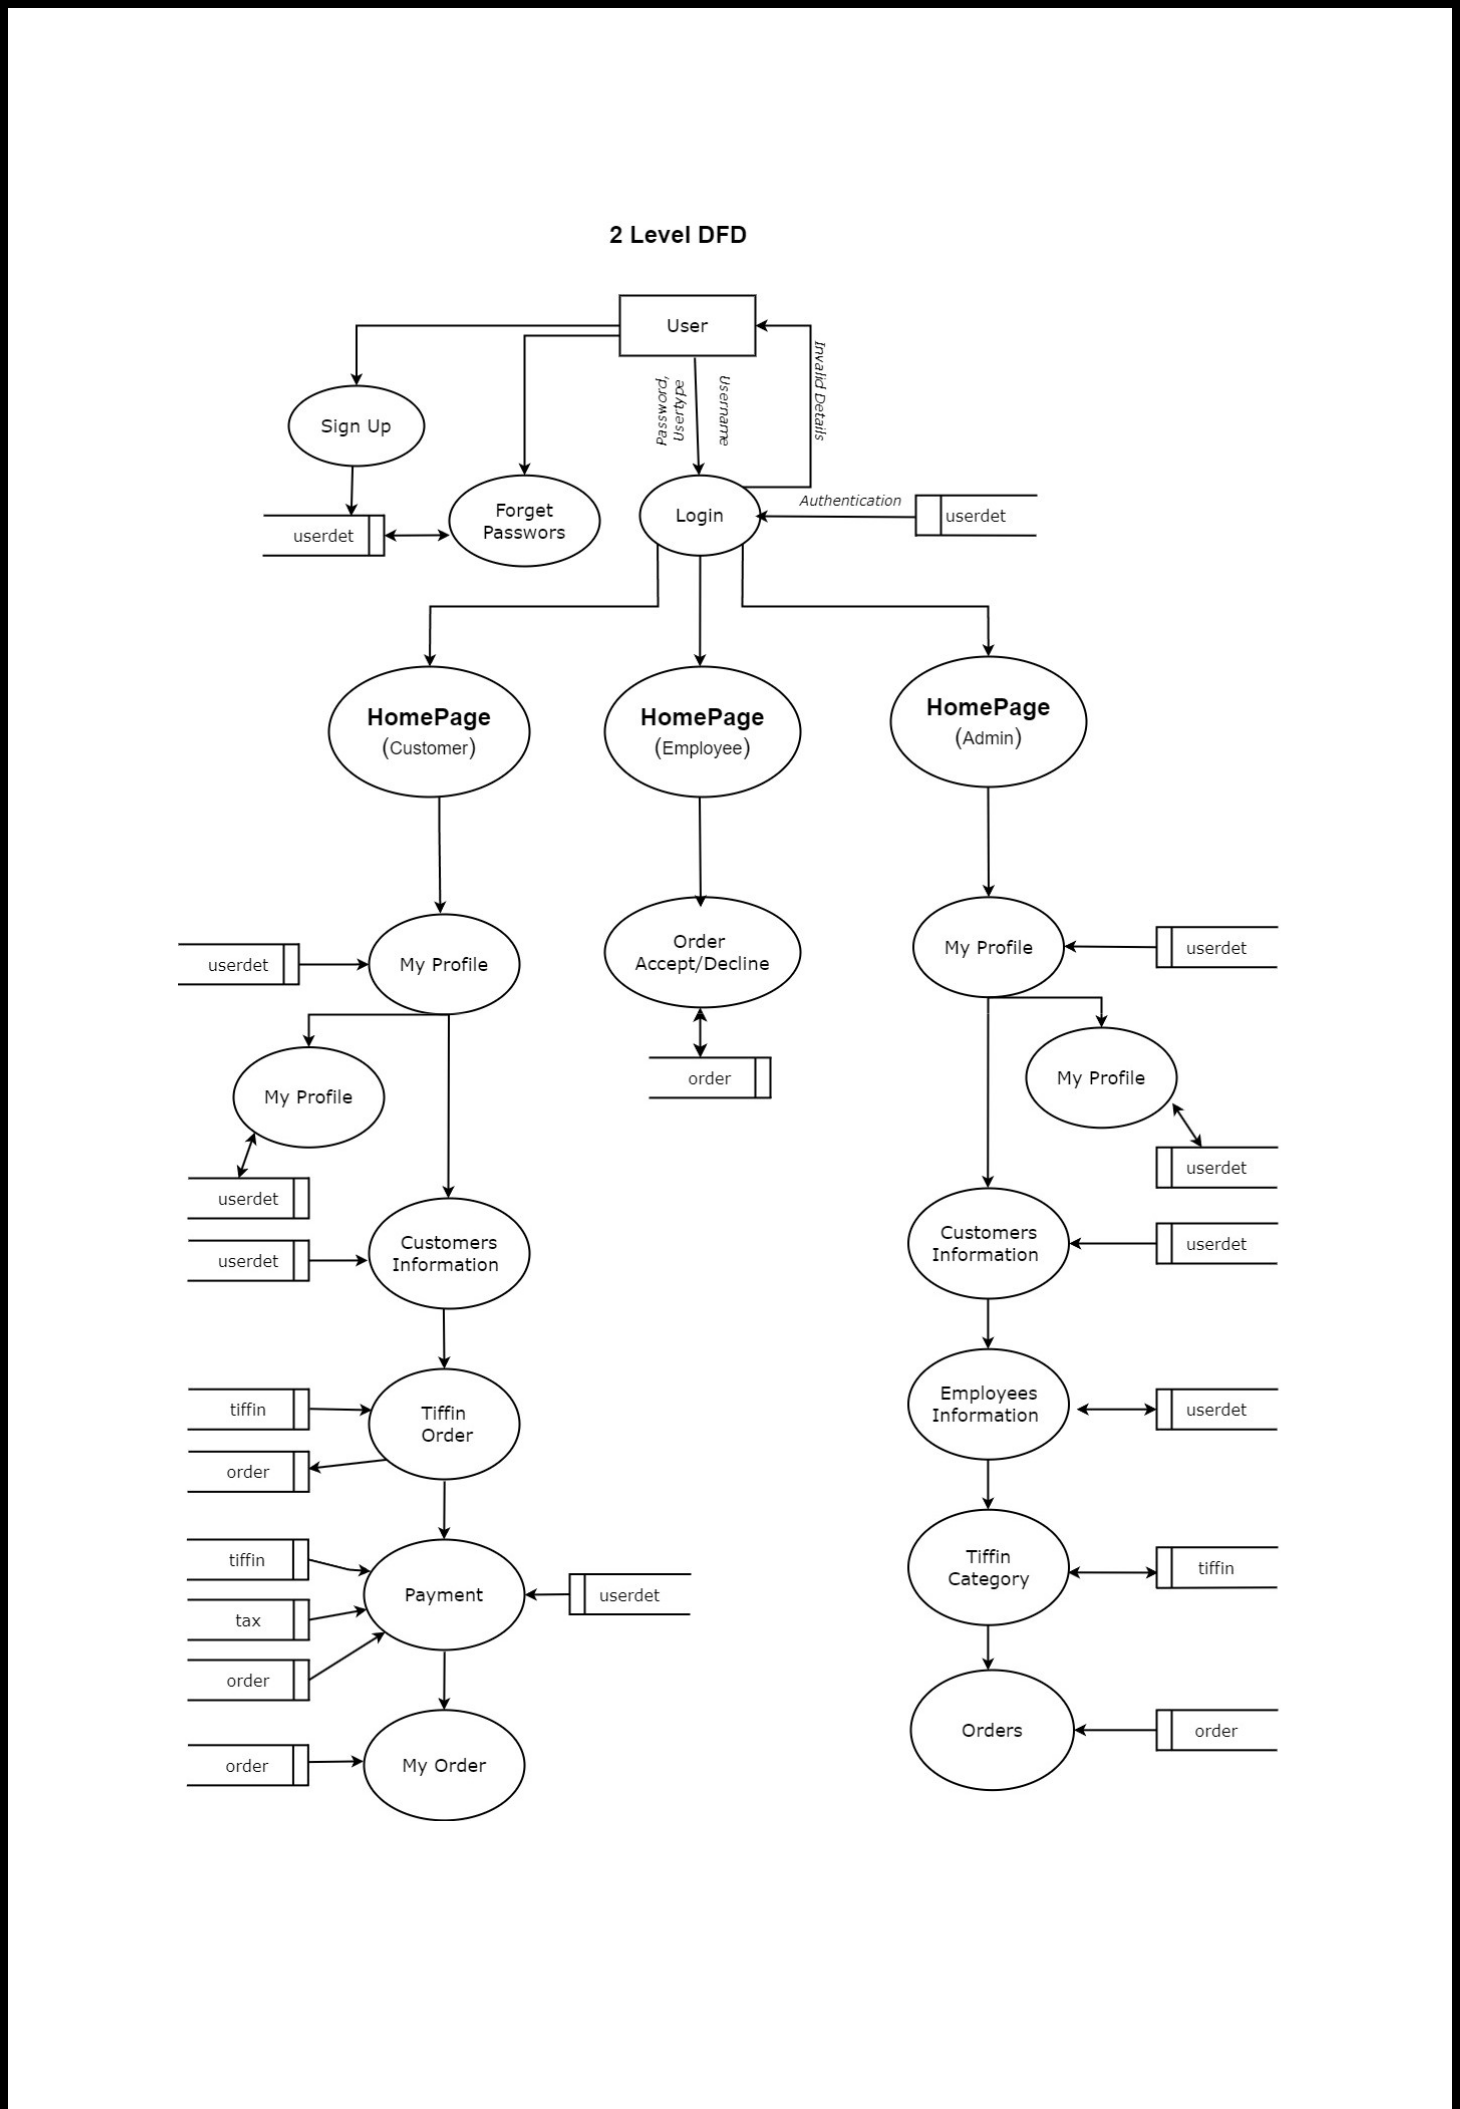 2 Level DFD
User
Password,
Usertype
Username
Invalid Details
Sign Up
Forget
Passwors
Login
Authentication
userdet
userdet
HomePage
(Customer)
HomePage
(Employee)
HomePage
(Admin)
userdet
My Profile
Order
Accept/Decline
My Profile
userdet
My Profile
order
My Profile
userdet
userdet
userdet
Customers
Information
Customers
Information
userdet
tiffin
Tiffin
Order
order
Employees
Information
userdet
tiffin
tax
order
Payment
userdet
Tiffin
Category
tiffin
order
My Order
Orders
order